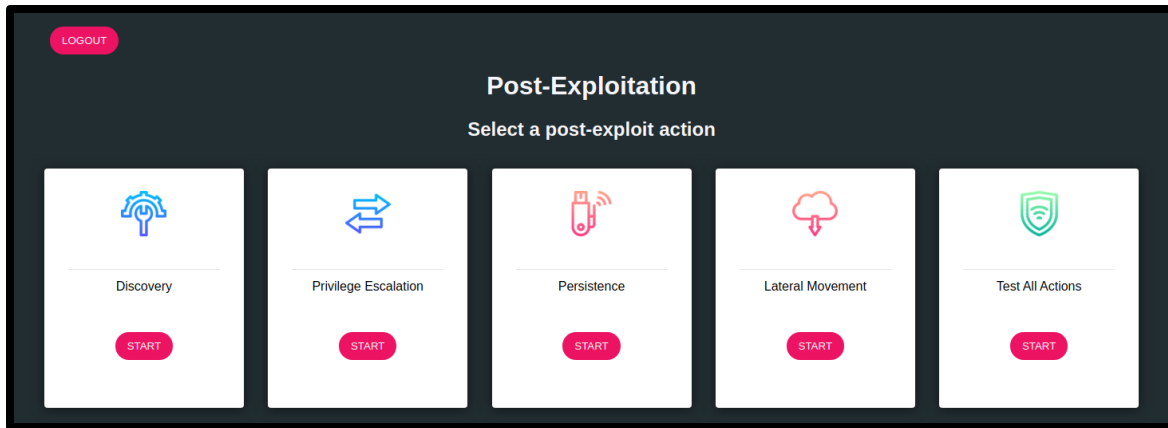 LOGOUT
Post-Exploitation
Select a post-exploit action
Discovery
Privilege Escalation
Persistence
Lateral Movement
Test All Actions
START
START
START
START
START